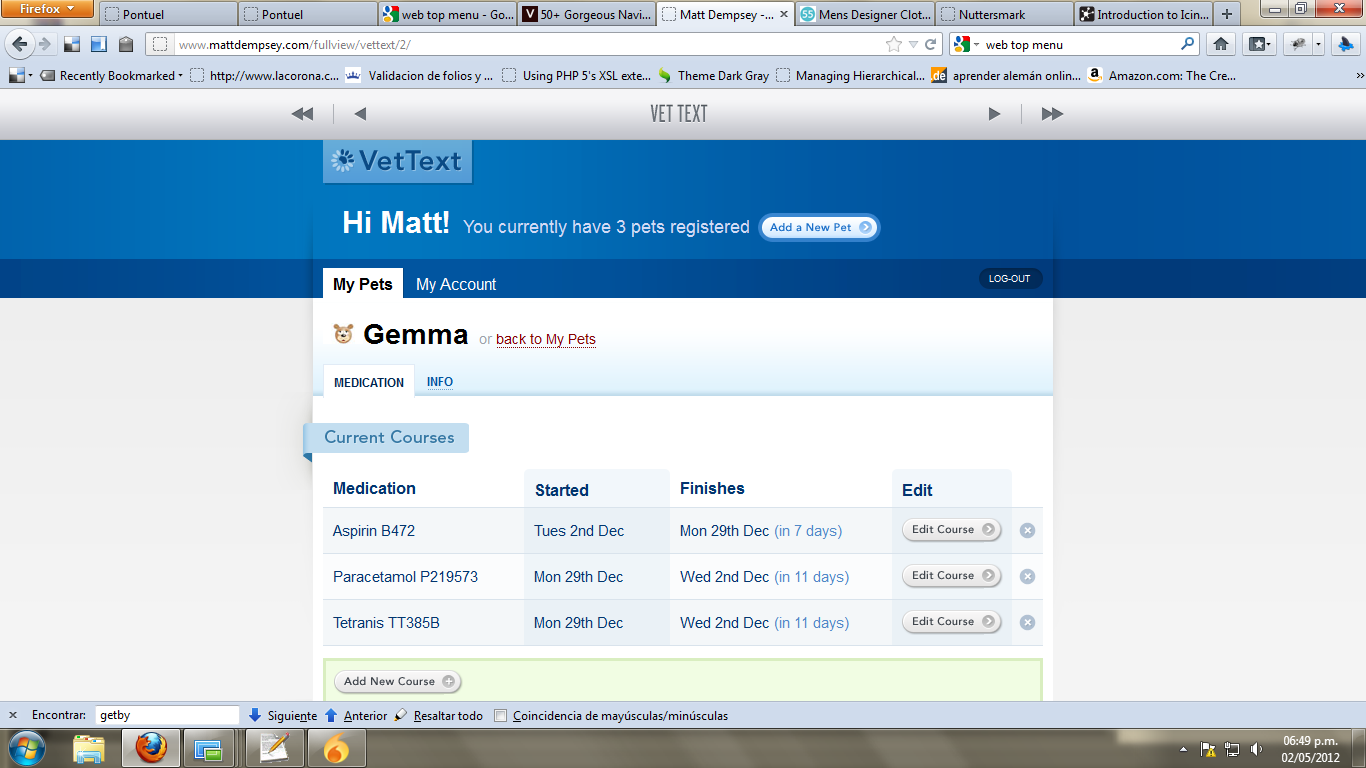 Firefox
Pontuel
Pontuel
web top menu - Go...
50+ Gorgeous Navi...
Matt Dempsey -...
Mens Designer Clot...
Nuttersmark
Introduction to Icin...
www.mattdempsey.com/fullview/vettext/2/
web top menu
Recently Bookmarked
http://www.lacorona.c...
Validacion de folios y ...
Using PHP 5's XSL exte...
Theme Dark Gray
Managing Hierarchical...
aprender alemán onlin...
Amazon.com: The Cre...
VET TEXT
VetText
Hi Matt! You currently have 3 pets registered Add a New Pet
My Pets My Account LOG-OUT
Gemma or back to My Pets
MEDICATION INFO
Current Courses
Medication Started Finishes Edit
Aspirin B472 Tues 2nd Dec Mon 29th Dec (in 7 days) Edit Course
Paracetamol P219573 Mon 29th Dec Wed 2nd Dec (in 11 days) Edit Course
Tetranis TT385B Mon 29th Dec Wed 2nd Dec (in 11 days) Edit Course
Add New Course
Encontrar: getby Siguiente Anterior Resaltar todo Coincidencia de mayúsculas/minúsculas
06:49 p.m.
02/05/2012